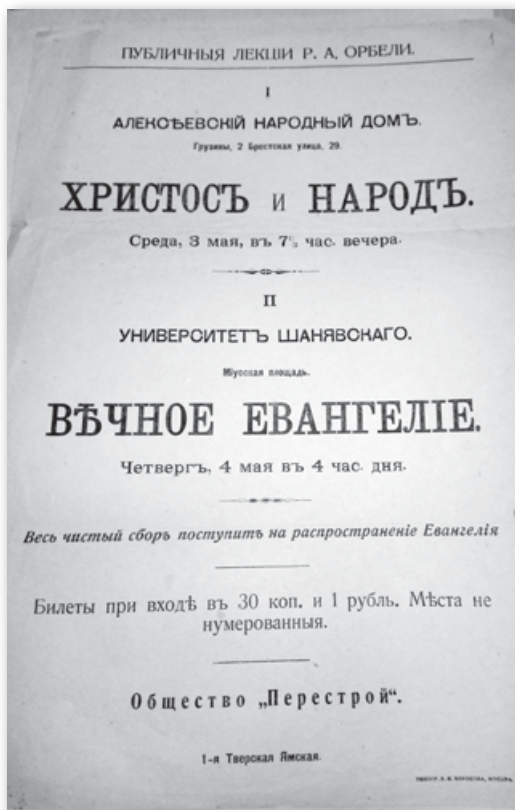 ПУБЛИЧНЫЯ ЛЕКЦІИ Р. А. ОРБЕЛИ.
I
АЛЕКСѢЕВСКІЙ НАРОДНЫЙ ДОМЪ.
Грузины, 2 Брестская улица, 29.
ХРИСТОСЪ и НАРОДЪ.
Среда, 3 мая, въ 7½ час. вечера.
II
УНИВЕРСИТЕТЪ ШАНЯВСКАГО.
Міусская площадь.
ВѢЧНОЕ ЕВАНГЕЛІЕ.
Четвергъ, 4 мая въ 4 час. дня.
Весь чистый сборъ поступитъ на распространеніе Евангелія
Билеты при входѣ въ 30 коп. и 1 рубль. Мѣста не
нумерованныя.
Общество „Перестрой“.
1-я Тверская Ямская.